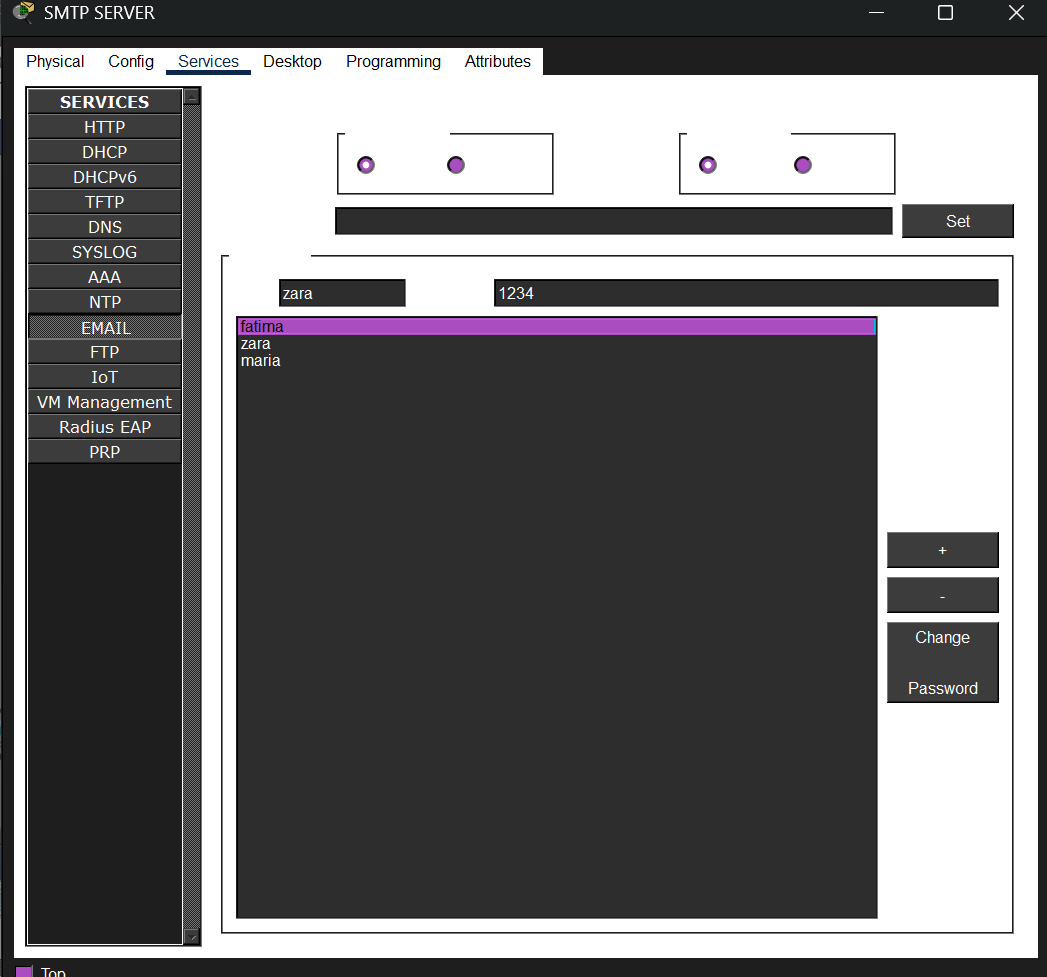 SMTP SERVER
Physical Config Services Desktop Programming Attributes
SERVICES
HTTP
DHCP
DHCPv6
TFTP
DNS
SYSLOG
AAA
NTP
EMAIL
FTP
IoT
VM Management
Radius EAP
PRP
Set
zara 1234
fatima
zara
maria
+
-
Change
Password
Top